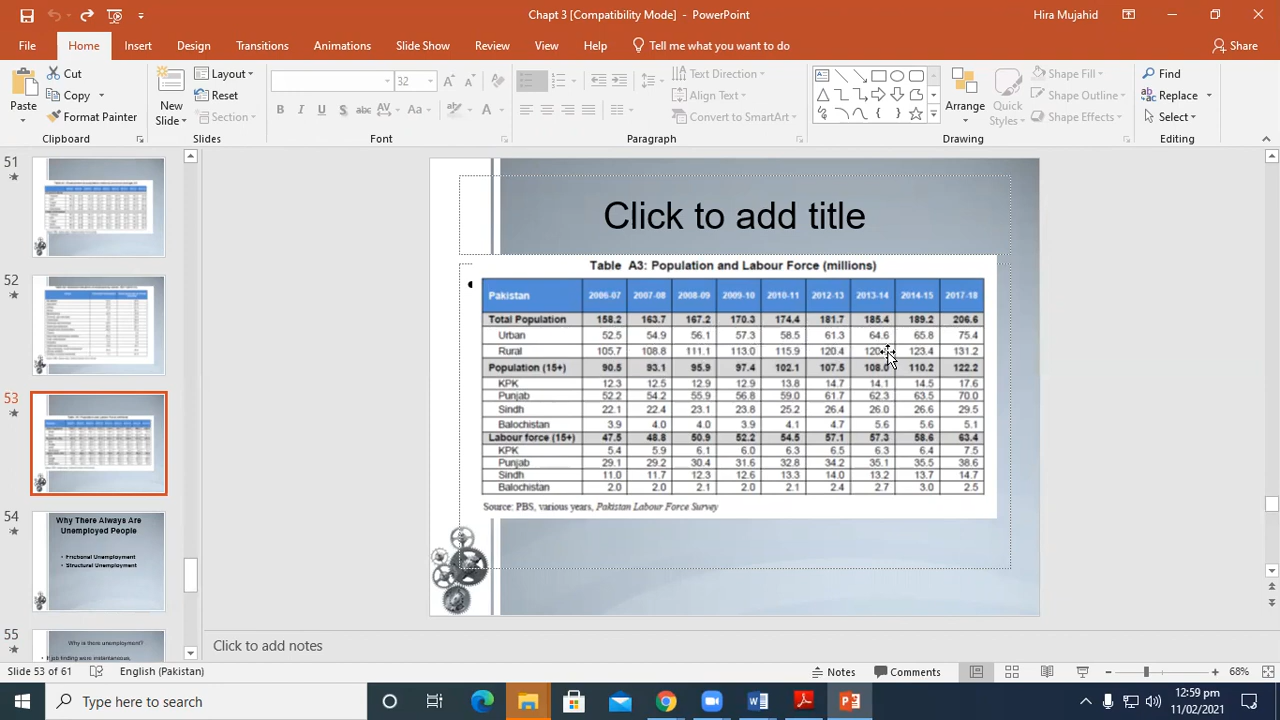 Chapt 3 [Compatibility Mode] - PowerPoint
Hira Mujahid
File Home Insert Design Transitions Animations Slide Show Review View Help Tell me what you want to do Share
Paste
Cut
Copy
Format Painter
Clipboard
New Slide
Layout
Reset
Section
Slides
32
B I U S abc AV Aa A
Font
Paragraph
Text Direction
Align Text
Convert to SmartArt
Arrange
Quick Styles
Shape Fill
Shape Outline
Shape Effects
Drawing
Find
Replace
Select
Editing
51
52
53
54
Why There Always Are
Unemployed People
• Frictional Unemployment
• Structural Unemployment
55
Why is there unemployment?
If job finding were instantaneous,
Click to add title
Table A3: Population and Labour Force (millions)
Pakistan 2006-07 2007-08 2008-09 2009-10 2010-11 2012-13 2013-14 2014-15 2017-18
Total Population 158.2 163.7 167.2 170.3 174.4 181.7 185.4 189.2 206.6
Urban 52.5 54.9 56.1 57.3 58.5 61.3 64.6 65.8 75.4
Rural 105.7 108.8 111.1 113.0 115.9 120.4 123.4 131.2
Population (15+) 90.5 93.1 95.9 97.4 102.1 107.5 110.2 122.2
KPK 12.3 12.5 12.9 12.9 13.8 14.7 14.1 14.5 17.6
Punjab 52.2 54.2 55.9 56.8 59.0 61.7 62.3 63.5 70.0
Sindh 22.1 22.4 23.1 23.8 25.2 26.4 26.0 26.6 29.5
Balochistan 3.9 4.0 4.0 3.9 4.1 4.7 5.6 5.6 5.1
Labour force (15+) 47.5 48.8 50.9 52.2 54.5 57.1 57.3 58.6 63.4
KPK 5.4 5.9 6.1 6.0 6.3 6.5 6.3 6.4 7.5
Punjab 29.1 29.2 30.4 31.6 32.8 34.2 35.1 35.5 38.6
Sindh 11.0 11.7 12.3 12.6 13.3 14.0 13.2 13.7 14.7
Balochistan 2.0 2.0 2.1 2.0 2.1 2.4 2.7 3.0 2.5
Source: PBS, various years, Pakistan Labour Force Survey
Click to add notes
Slide 53 of 61 English (Pakistan) Notes Comments 68%
Type here to search
12:59 pm
11/02/2021